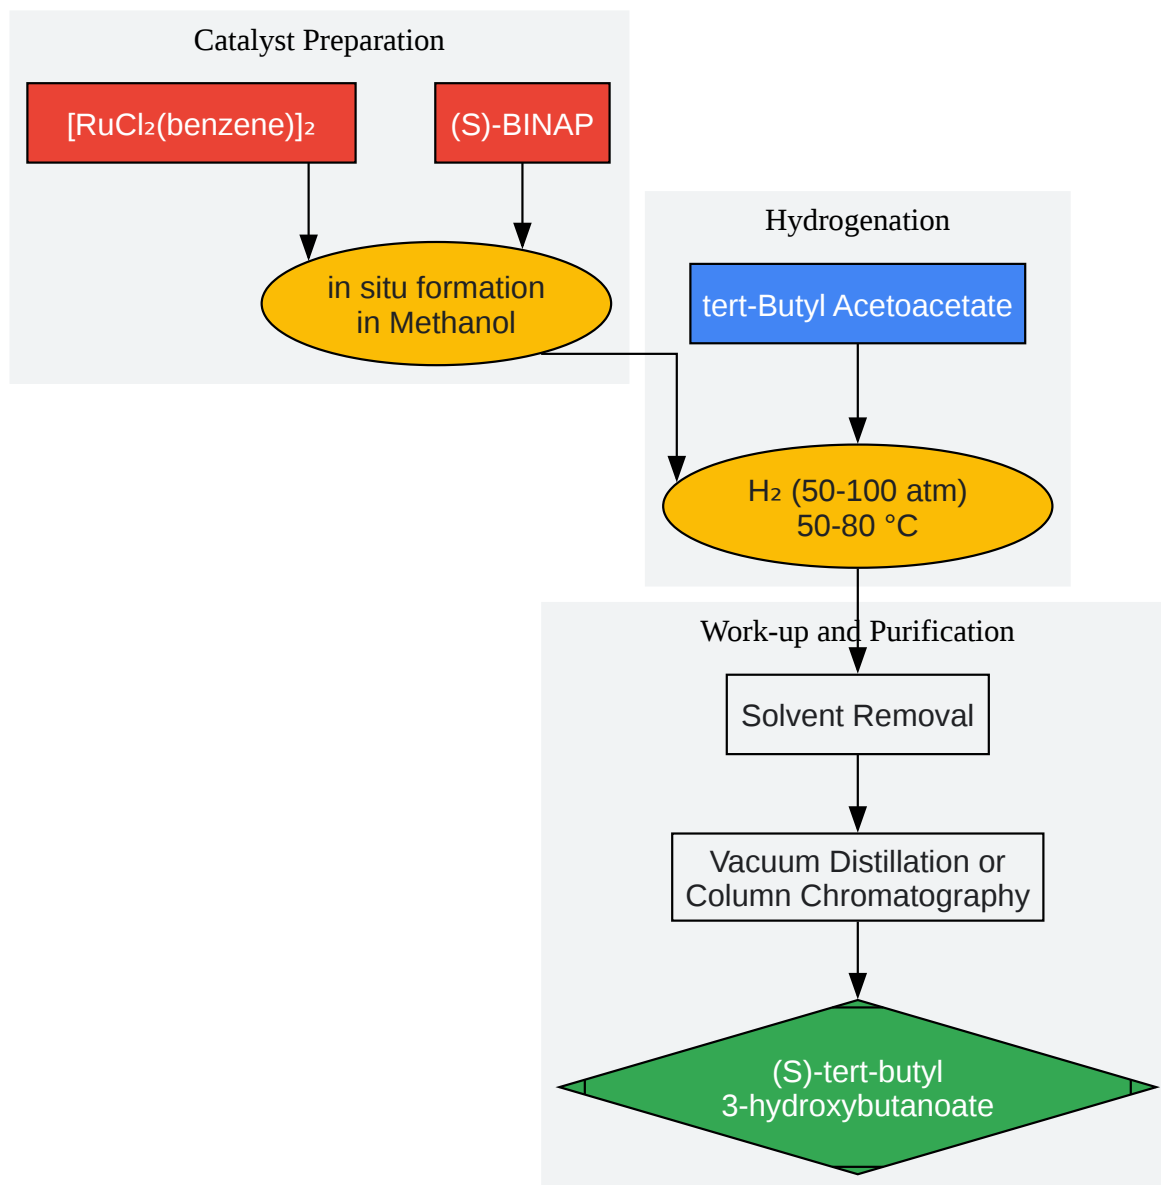 Catalyst Preparation
[RuCl₂(benzene)]₂
(S)-BINAP
in situ formation
in Methanol
Hydrogenation
tert-Butyl Acetoacetate
H₂ (50-100 atm)
50-80 °C
Work-up and Purification
Solvent Removal
Vacuum Distillation or
Column Chromatography
(S)-tert-butyl
3-hydroxybutanoate